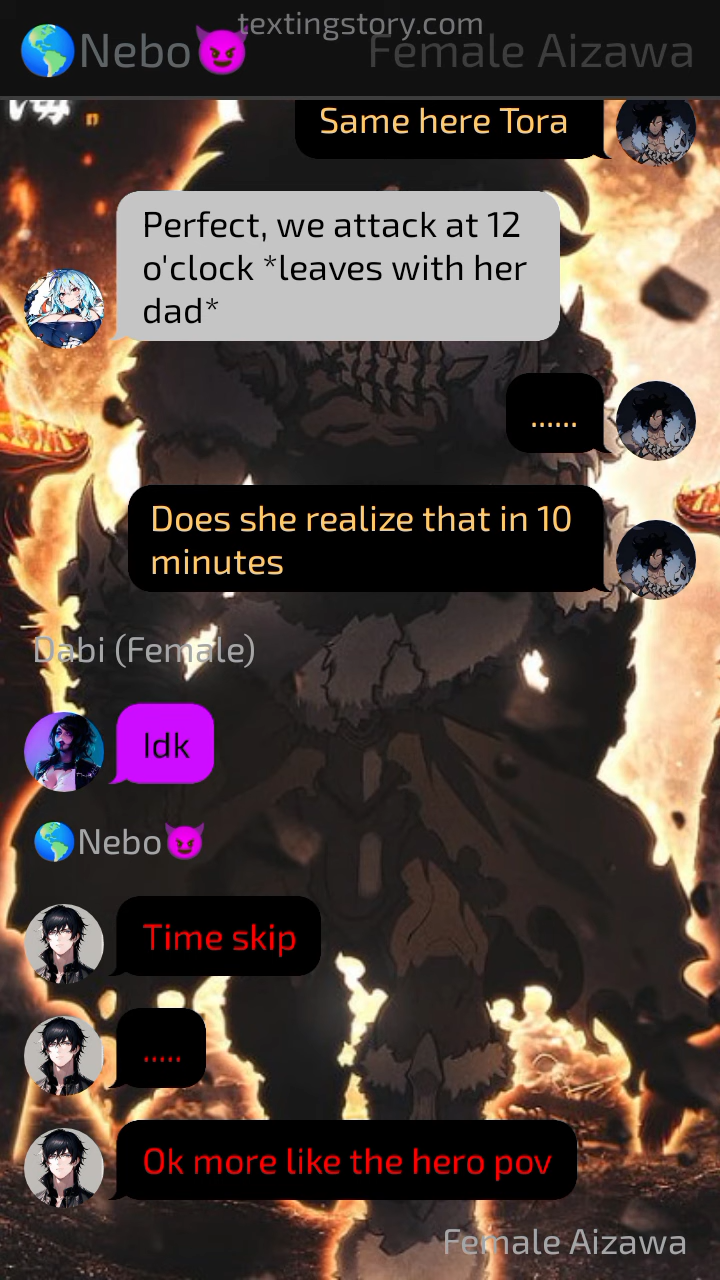 textingstory.com
🌎Nebo😈 Female Aizawa
Same here Tora
Perfect, we attack at 12
o'clock *leaves with her
dad*
......
Does she realize that in 10
minutes
Dabi (Female)
Idk
🌎Nebo😈
Time skip
.....
Ok more like the hero pov
Female Aizawa